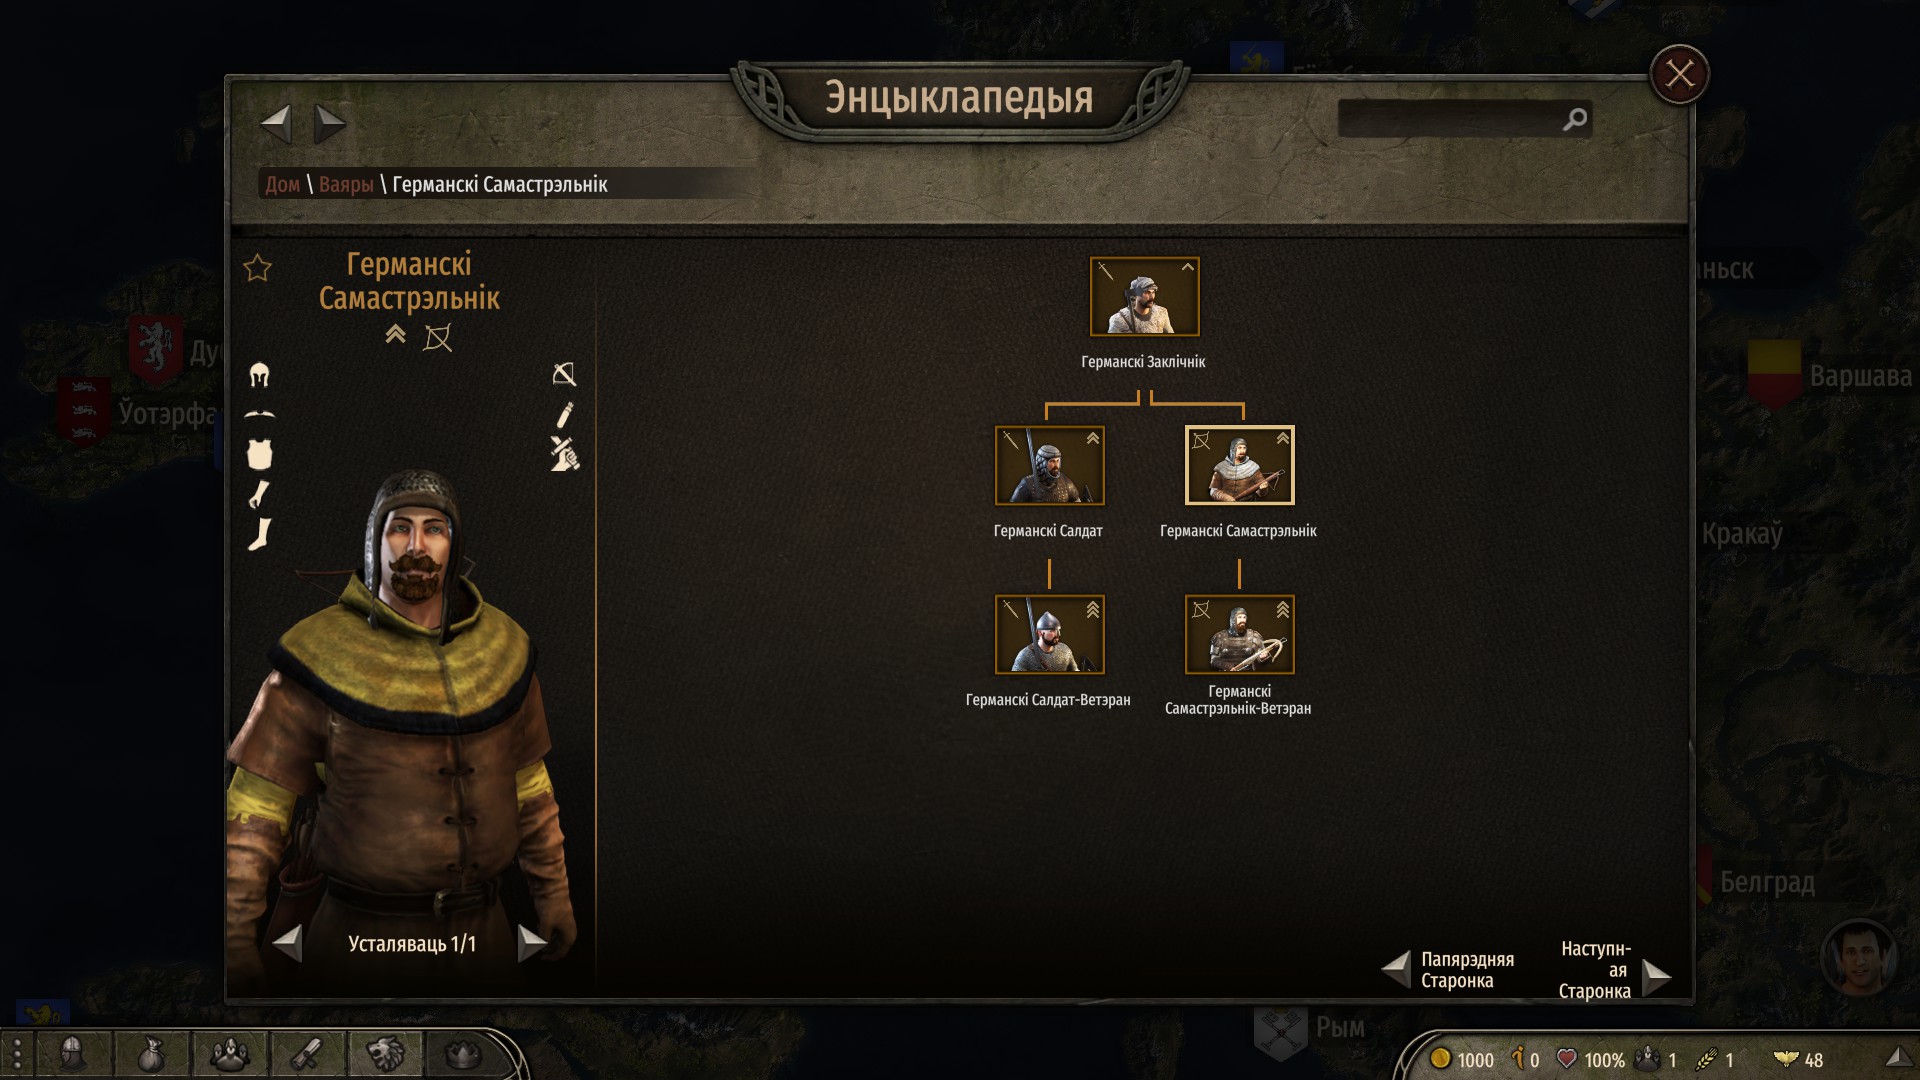 Энцыклапедыя
Дом \ Ваяры \ Германскі Самастрэльнік
Германскі
Самастрэльнік
Германскі Заклічнік
Германскі Салдат
Германскі Самастрэльнік
Германскі Салдат-Ветэран
Германскі
Самастрэльнік-Ветэран
Усталяваць 1/1
Папярэдняя
Старонка
Наступн-
ая
Старонка
Варшава
Кракаў
Белград
Рым
1000
0
100%
1
1
48